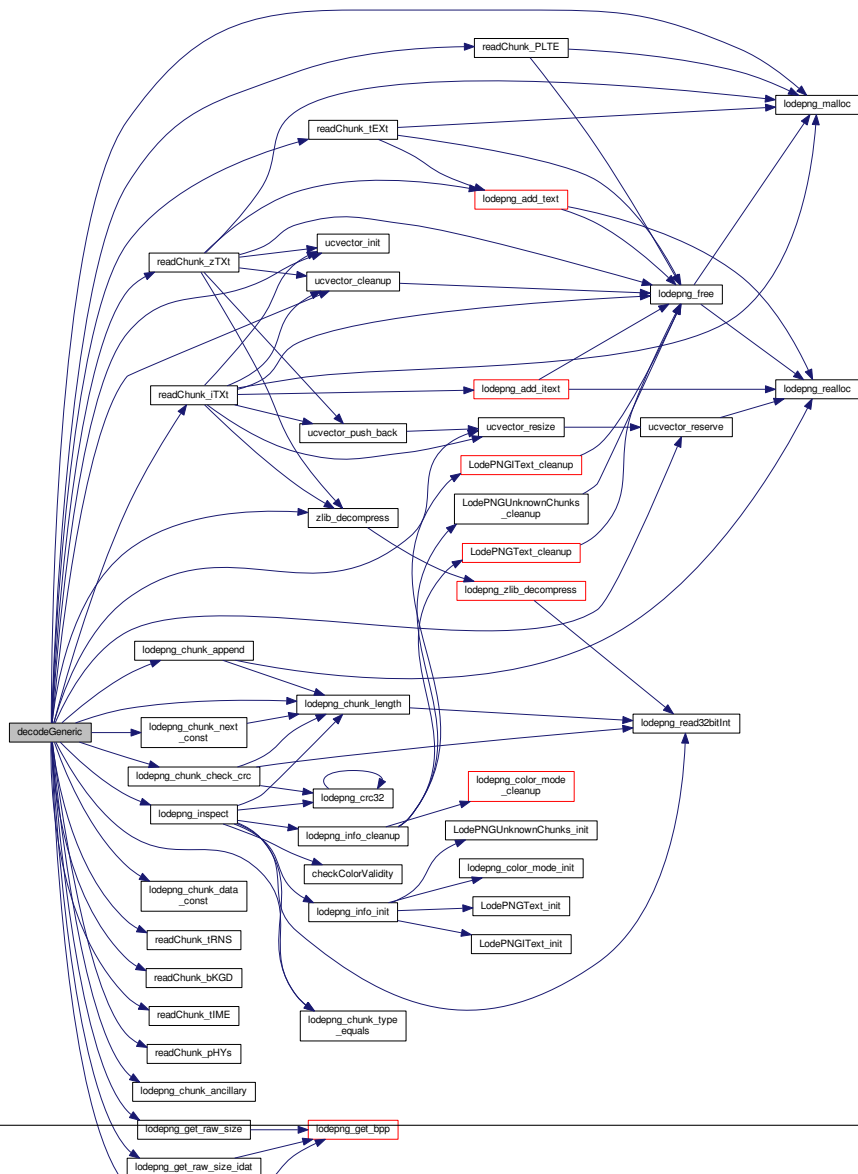 readChunk_PLTE
lodepng_malloc
readChunk_tEXt
lodepng_add_text
ucvector_init
readChunk_zTXt
ucvector_cleanup
lodepng_free
readChunk_iTXt
lodepng_add_itext
lodepng_realloc
ucvector_push_back
ucvector_resize
ucvector_reserve
LodePNGIText_cleanup
LodePNGUnknownChunks
_cleanup
zlib_decompress
LodePNGText_cleanup
lodepng_zlib_decompress
lodepng_chunk_append
lodepng_chunk_length
lodepng_read32bitInt
decodeGeneric
lodepng_chunk_next
_const
lodepng_chunk_check_crc
lodepng_crc32
lodepng_color_mode
_cleanup
lodepng_inspect
lodepng_info_cleanup
LodePNGUnknownChunks_init
checkColorValidity
lodepng_color_mode_init
lodepng_chunk_data
_const
lodepng_info_init
LodePNGText_init
readChunk_tRNS
LodePNGIText_init
readChunk_bKGD
readChunk_tIME
lodepng_chunk_type
_equals
readChunk_pHYs
lodepng_chunk_ancillary
lodepng_get_raw_size
lodepng_get_bpp
lodepng_get_raw_size_idat